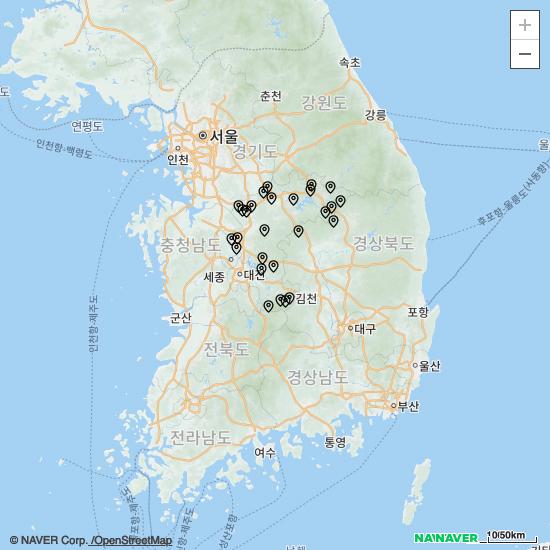 +
−
속초
춘천
강원도
강릉
연평도
서울
인천항-백령도
인천
경기도
후포항-울릉도(사동항)
충청남도
경상북도
세종
대전
인천항-제주도
김천
군산
포항
대구
전북도
울산
경상남도
부산
전라남도
여수
통영
© NAVER Corp. /OpenStreetMap
NAVER
10/50km